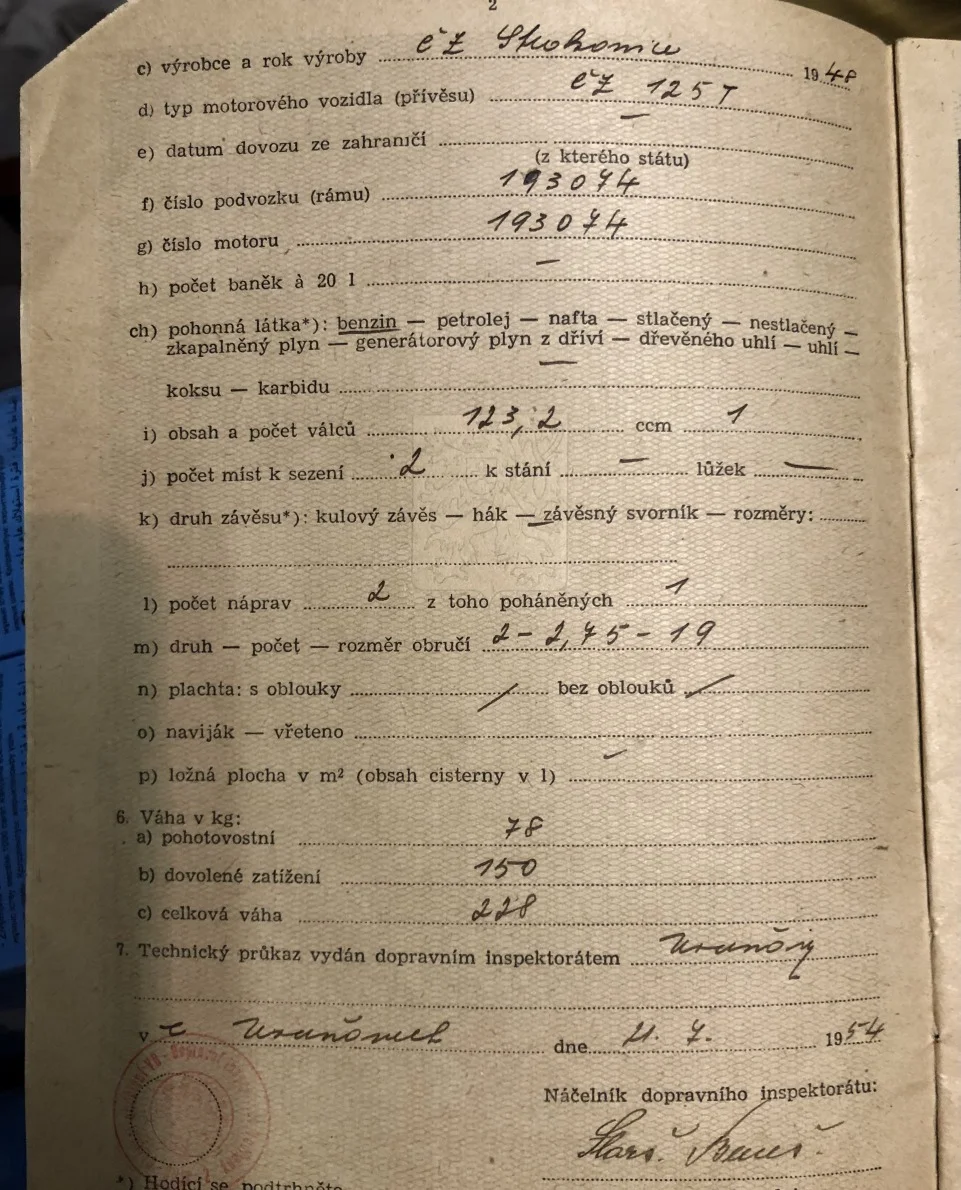 2
c) výrobce a rok výroby ČZ Strakonice 1948
d) typ motorového vozidla (přívěsu) ČZ 125 T
e) datum dovozu ze zahraničí —
(z kterého státu)
f) číslo podvozku (rámu) 193074
g) číslo motoru 193074
h) počet baněk à 20 l —
ch) pohonná látka*): benzin — petrolej — nafta — stlačený — nestlačený —
zkapalněný plyn — generátorový plyn z dříví — dřevěného uhlí — uhlí —
koksu — karbidu —
i) obsah a počet válců 123,2 ccm 1
j) počet míst k sezení 2 k stání — lůžek —
k) druh závěsu*): kulový závěs — hák — závěsný svorník — rozměry:
l) počet náprav 2 z toho poháněných 1
m) druh — počet — rozměr obručí 2 - 2,75 - 19
n) plachta: s oblouky / bez oblouků /
o) naviják — vřeteno
p) ložná plocha v m² (obsah cisterny v l) —
6. Váha v kg:
a) pohotovostní 78
b) dovolené zatížení 150
c) celková váha 228
7. Technický průkaz vydán dopravním inspektorátem
v dne 21. 7. 1954
Náčelník dopravního inspektorátu:
*) Hodící se podtrhněte